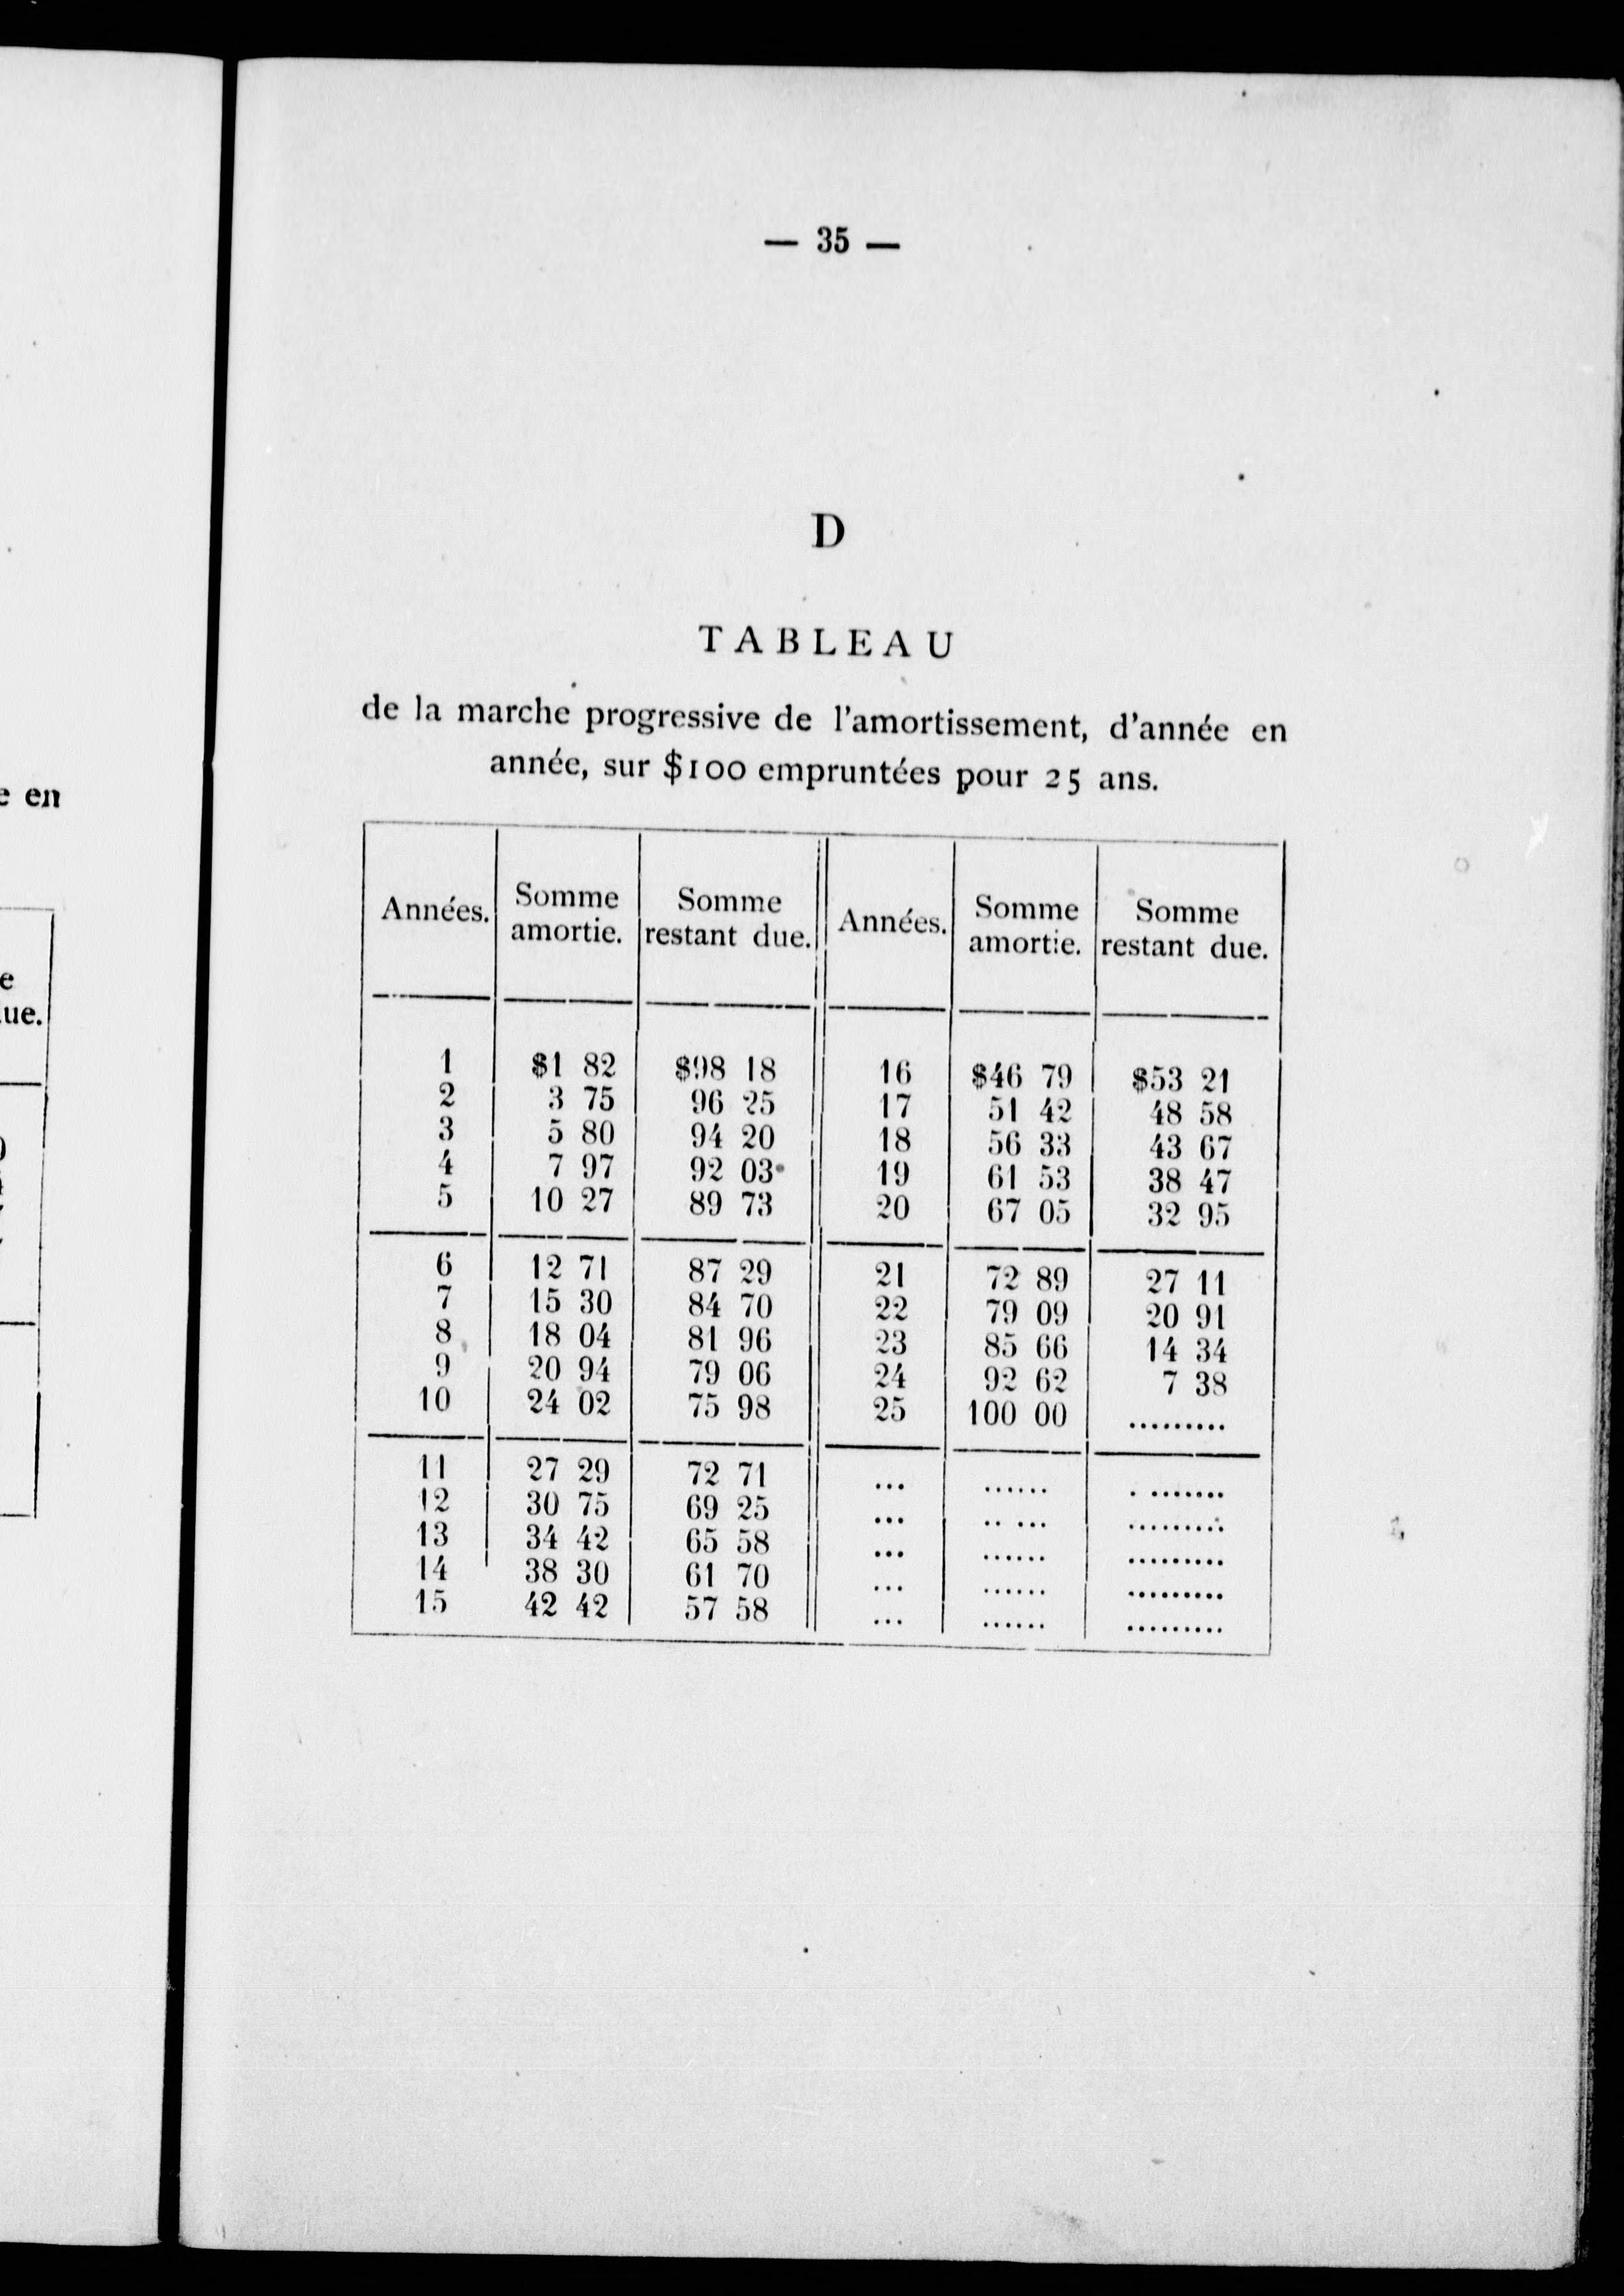 — 35 —
D
TABLEAU
de la marche progressive de l'amortissement, d'année en
année, sur $100 empruntées pour 25 ans.
Années. | Somme amortie. | Somme restant due. | Années. | Somme amortie. | Somme restant due.
1 | $1 82 | $98 18 | 16 | $46 79 | $53 21
2 | 3 75 | 96 25 | 17 | 51 42 | 48 58
3 | 5 80 | 94 20 | 18 | 56 33 | 43 67
4 | 7 97 | 92 03 | 19 | 61 53 | 38 47
5 | 10 27 | 89 73 | 20 | 67 05 | 32 95
6 | 12 71 | 87 29 | 21 | 72 89 | 27 11
7 | 15 30 | 84 70 | 22 | 79 09 | 20 91
8 | 18 04 | 81 96 | 23 | 85 66 | 14 34
9 | 20 94 | 79 06 | 24 | 92 62 | 7 38
10 | 24 02 | 75 98 | 25 | 100 00 | .........
11 | 27 29 | 72 71 | ... | ...... | . .......
12 | 30 75 | 69 25 | ... | .. ... | .........
13 | 34 42 | 65 58 | ... | ...... | .........
14 | 38 30 | 61 70 | ... | ...... | .........
15 | 42 42 | 57 58 | ... | ...... | .........
en
ue.